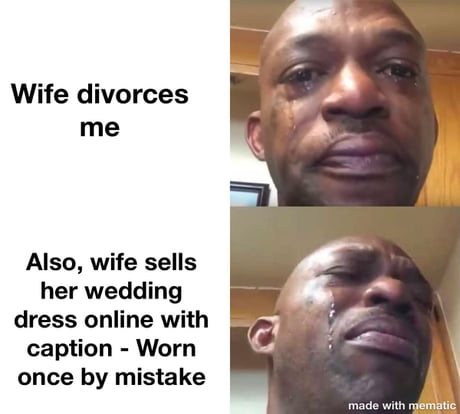 Wife divorces
me
Also, wife sells
her wedding
dress online with
caption - Worn
once by mistake
made with mematic